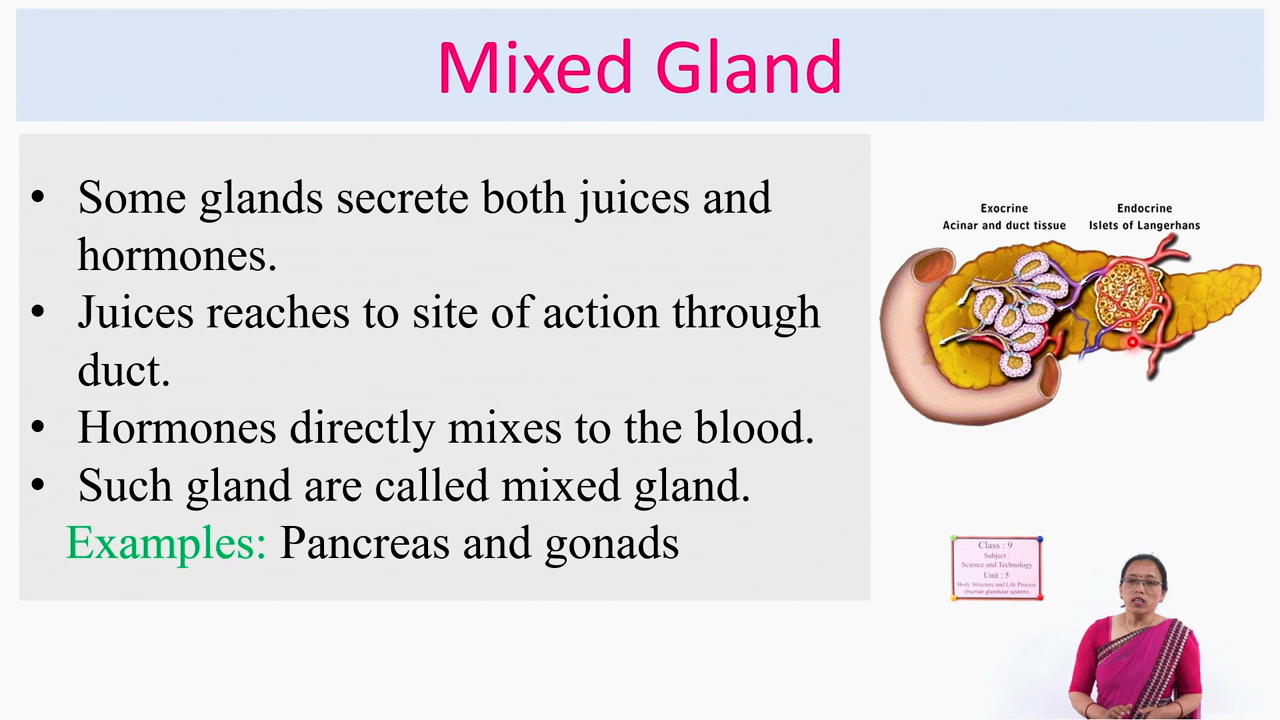 Mixed Gland
• Some glands secrete both juices and
hormones.
• Juices reaches to site of action through
duct.
• Hormones directly mixes to the blood.
• Such gland are called mixed gland.
Examples: Pancreas and gonads
Exocrine
Acinar and duct tissue
Endocrine
Islets of Langerhans
Class : 9
Subject :
Science and Technology
Unit : 5
Body Structure and Life Process
(Human glandular system)